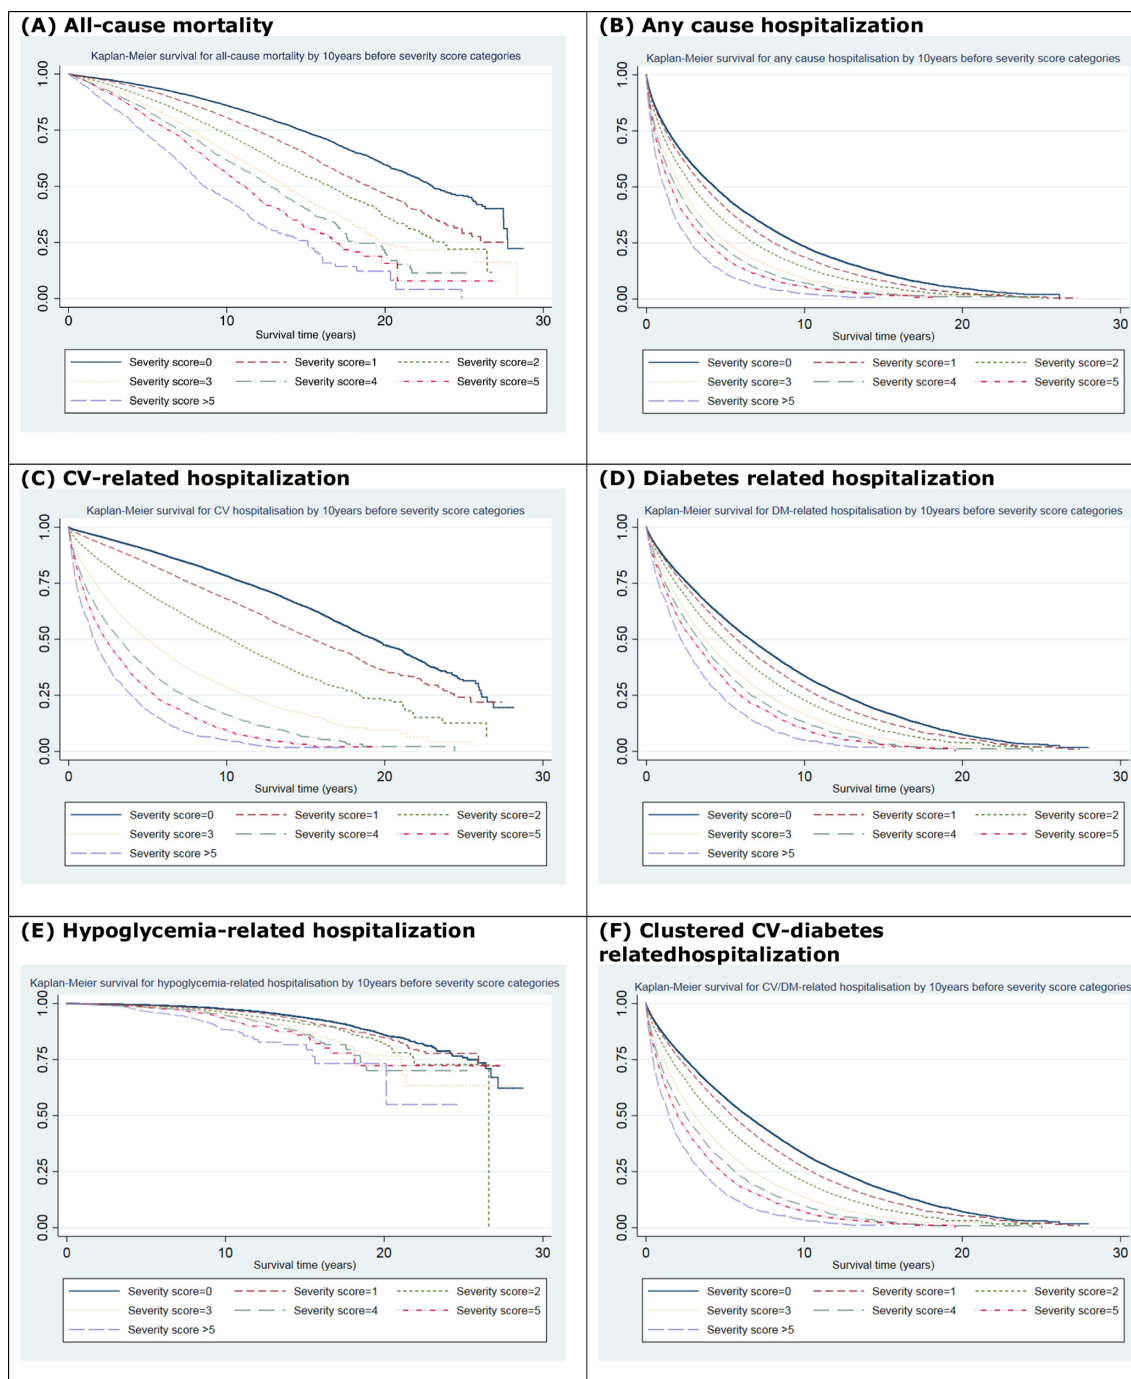 (A) All-cause mortality
Kaplan-Meier survival for all-cause mortality by 10years before severity score categories
1.00
0.75
0.50
0.25
0.00
0 10 20 30
Survival time (years)
Severity score=0 Severity score=1 Severity score=2
Severity score=3 Severity score=4 Severity score=5
Severity score >5
(B) Any cause hospitalization
Kaplan-Meier survival for any cause hospitalisation by 10years before severity score categories
1.00
0.75
0.50
0.25
0.00
0 10 20 30
Survival time (years)
Severity score=0 Severity score=1 Severity score=2
Severity score=3 Severity score=4 Severity score=5
Severity score >5
(C) CV-related hospitalization
Kaplan-Meier survival for CV hospitalisation by 10years before severity score categories
1.00
0.75
0.50
0.25
0.00
0 10 20 30
Survival time (years)
Severity score=0 Severity score=1 Severity score=2
Severity score=3 Severity score=4 Severity score=5
Severity score >5
(D) Diabetes related hospitalization
Kaplan-Meier survival for DM-related hospitalisation by 10years before severity score categories
1.00
0.75
0.50
0.25
0.00
0 10 20 30
Survival time (years)
Severity score=0 Severity score=1 Severity score=2
Severity score=3 Severity score=4 Severity score=5
Severity score >5
(E) Hypoglycemia-related hospitalization
Kaplan-Meier survival for hypoglycemia-related hospitalisation by 10years before severity score categories
1.00
0.75
0.50
0.25
0.00
0 10 20 30
Survival time (years)
Severity score=0 Severity score=1 Severity score=2
Severity score=3 Severity score=4 Severity score=5
Severity score >5
(F) Clustered CV-diabetes
relatedhospitalization
Kaplan-Meier survival for CV/DM-related hospitalisation by 10years before severity score categories
1.00
0.75
0.50
0.25
0.00
0 10 20 30
Survival time (years)
Severity score=0 Severity score=1 Severity score=2
Severity score=3 Severity score=4 Severity score=5
Severity score >5